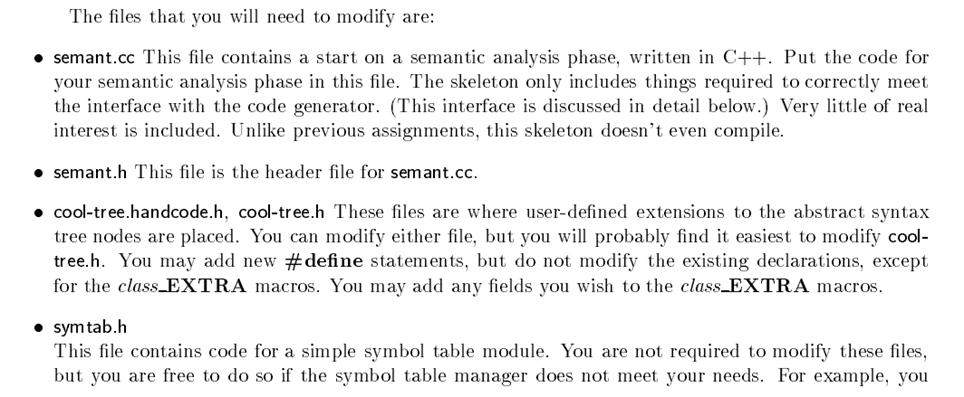 The files that you will need to modify are:
• semant.cc This file contains a start on a semantic analysis phase, written in C++. Put the code for
your semantic analysis phase in this file. The skeleton only includes things required to correctly meet
the interface with the code generator. (This interface is discussed in detail below.) Very little of real
interest is included. Unlike previous assignments, this skeleton doesn't even compile.
• semant.h This file is the header file for semant.cc.
• cool-tree.handcode.h, cool-tree.h These files are where user-defined extensions to the abstract syntax
tree nodes are placed. You can modify either file, but you will probably find it easiest to modify cool-
tree.h. You may add new #define statements, but do not modify the existing declarations, except
for the class_EXTRA macros. You may add any fields you wish to the class_EXTRA macros.
• symtab.h
This file contains code for a simple symbol table module. You are not required to modify these files,
but you are free to do so if the symbol table manager does not meet your needs. For example, you